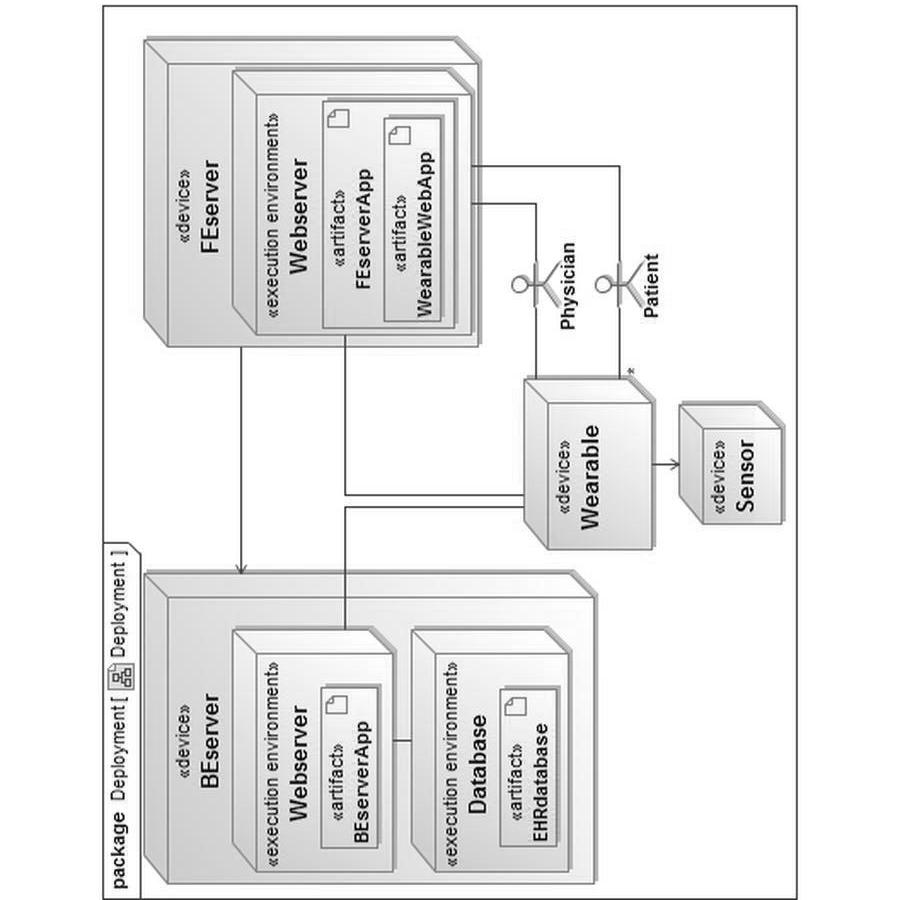 package Deployment [ Deployment ]
«device»
BEserver
«execution environment»
Webserver
«artifact»
BEserverApp
«execution environment»
Database
«artifact»
EHRdatabase
«device»
FEserver
«execution environment»
Webserver
«artifact»
FEserverApp
«artifact»
WearableWebApp
Physician
Patient
*
«device»
Wearable
«device»
Sensor